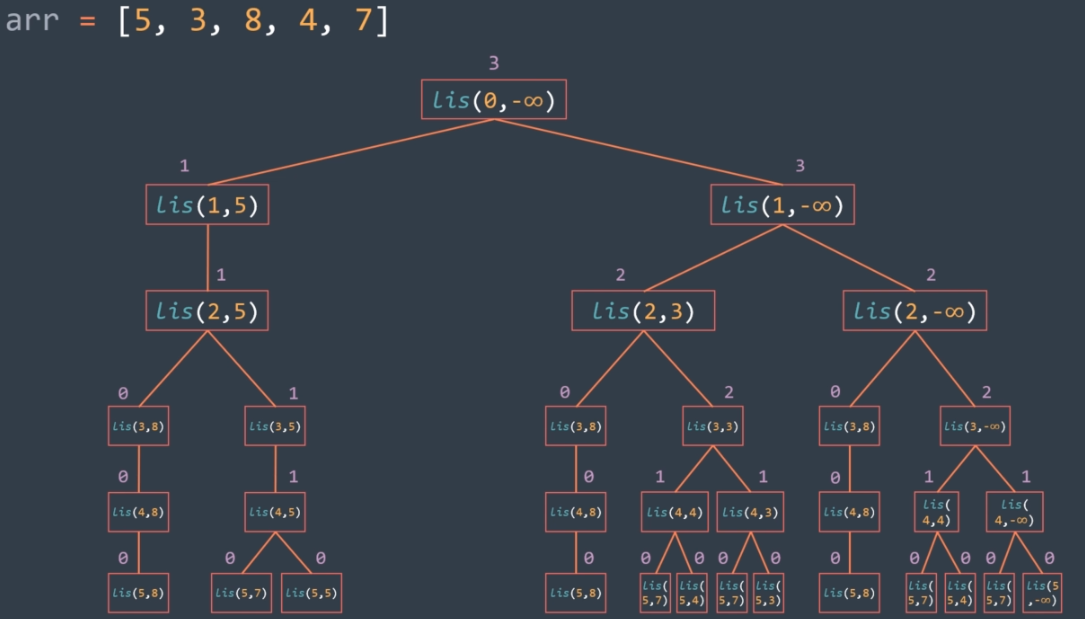 arr = [5, 3, 8, 4, 7]
3
lis(0,-∞)
1 3
lis(1,5) lis(1,-∞)
1 2 2
lis(2,5) lis(2,3) lis(2,-∞)
0 1 0 2 0 2
lis(3,8) lis(3,5) lis(3,8) lis(3,3) lis(3,8) lis(3,-∞)
0 1 0 1 1 0 1 1
lis(4,8) lis(4,5) lis(4,8) lis(4,4) lis(4,3) lis(4,8) lis(4,4) lis(4,-∞)
0 0 0 0 0 0 0 0 0 0 0 0 0
lis(5,8) lis(5,7) lis(5,5) lis(5,8) lis(5,7) lis(5,4) lis(5,7) lis(5,3) lis(5,8) lis(5,7) lis(5,4) lis(5,7) lis(5,-∞)